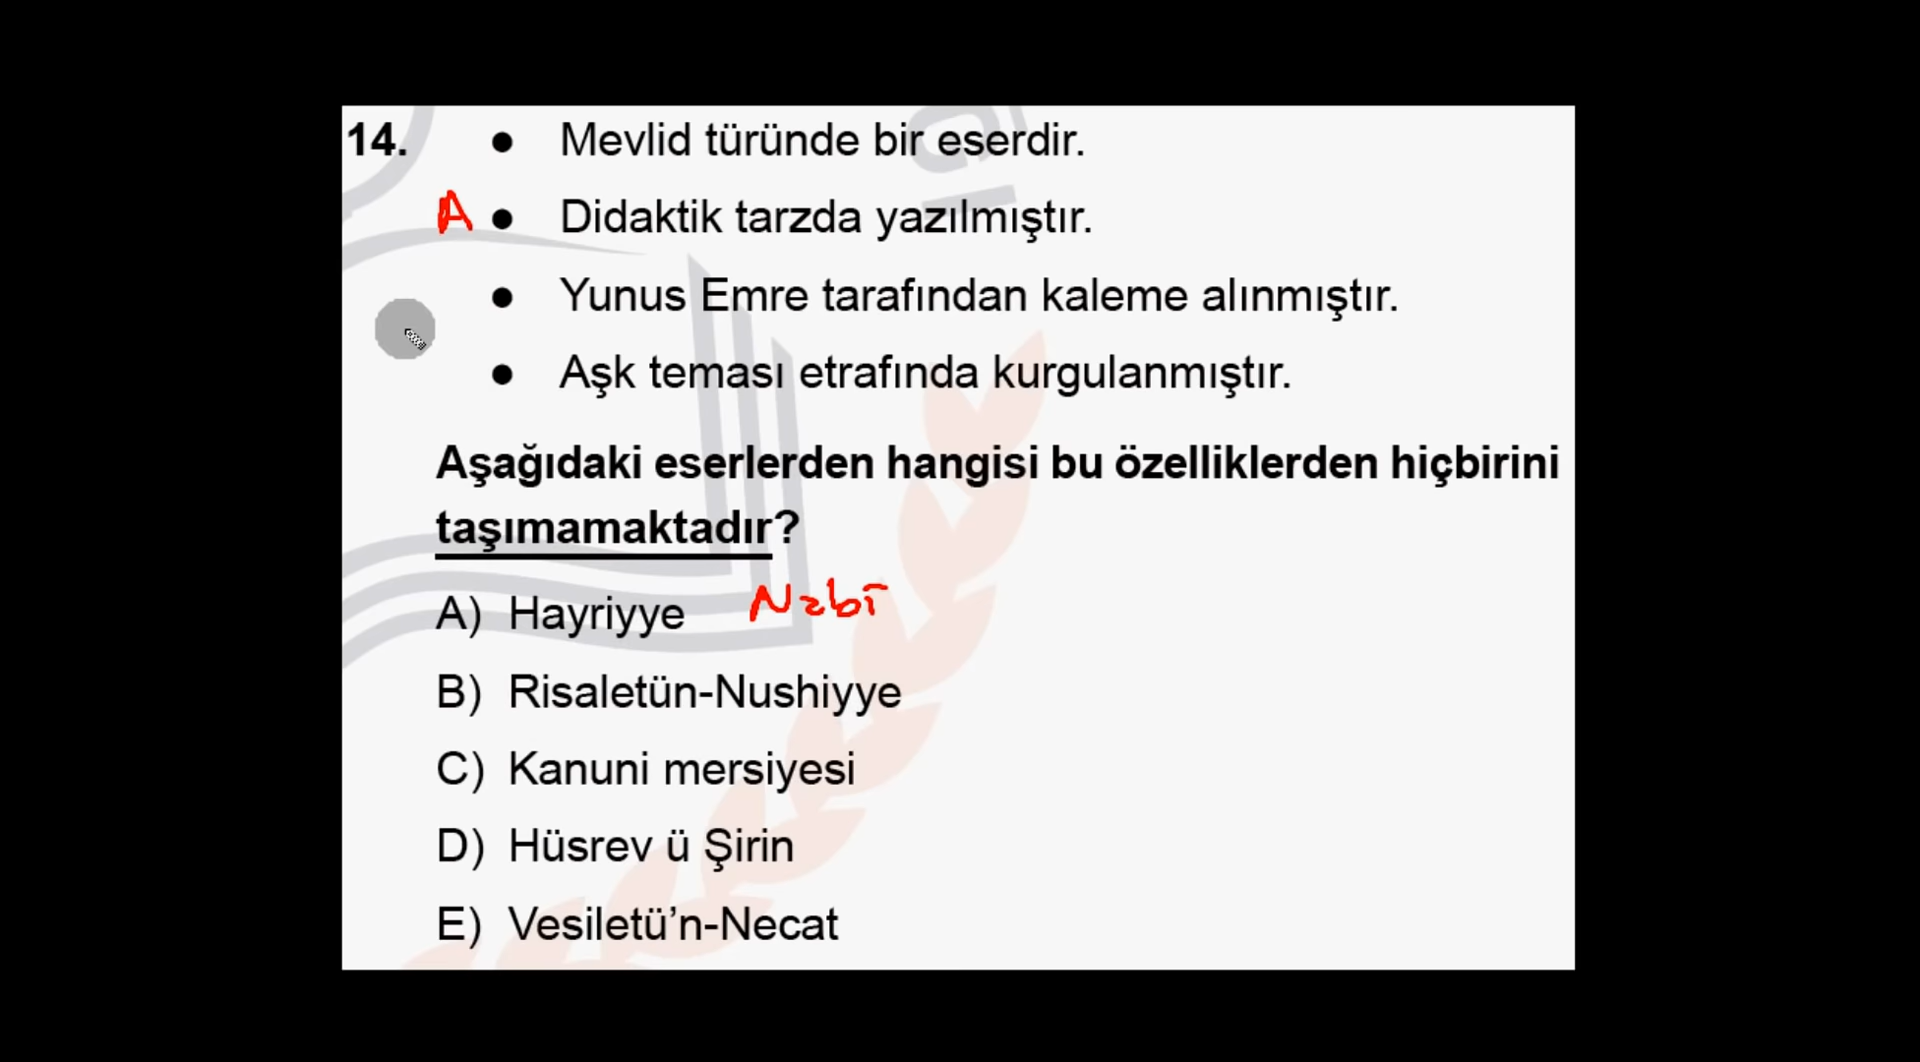 14. ● Mevlid türünde bir eserdir.
A ● Didaktik tarzda yazılmıştır.
● Yunus Emre tarafından kaleme alınmıştır.
● Aşk teması etrafında kurgulanmıştır.
Aşağıdaki eserlerden hangisi bu özelliklerden hiçbirini
taşımamaktadır?
A) Hayriyye Nabî
B) Risaletün-Nushiyye
C) Kanuni mersiyesi
D) Hüsrev ü Şirin
E) Vesiletü’n-Necat